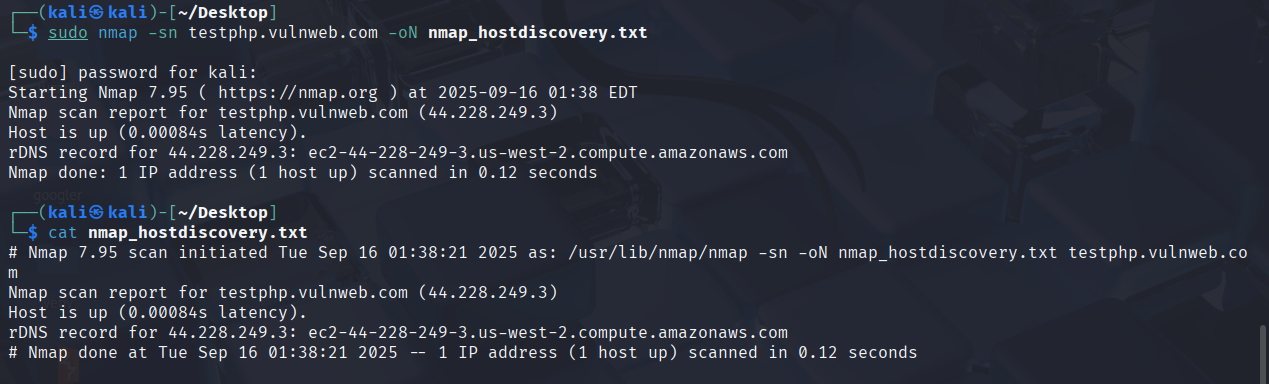 ┌──(kali㉿kali)-[~/Desktop]
└─$ sudo nmap -sn testphp.vulnweb.com -oN nmap_hostdiscovery.txt
[sudo] password for kali:
Starting Nmap 7.95 ( https://nmap.org ) at 2025-09-16 01:38 EDT
Nmap scan report for testphp.vulnweb.com (44.228.249.3)
Host is up (0.00084s latency).
rDNS record for 44.228.249.3: ec2-44-228-249-3.us-west-2.compute.amazonaws.com
Nmap done: 1 IP address (1 host up) scanned in 0.12 seconds
googler
┌──(kali㉿kali)-[~/Desktop]
└─$ cat nmap_hostdiscovery.txt
# Nmap 7.95 scan initiated Tue Sep 16 01:38:21 2025 as: /usr/lib/nmap/nmap -sn -oN nmap_hostdiscovery.txt testphp.vulnweb.co
m
Nmap scan report for testphp.vulnweb.com (44.228.249.3)
Host is up (0.00084s latency).
rDNS record for 44.228.249.3: ec2-44-228-249-3.us-west-2.compute.amazonaws.com
# Nmap done at Tue Sep 16 01:38:21 2025 -- 1 IP address (1 host up) scanned in 0.12 seconds